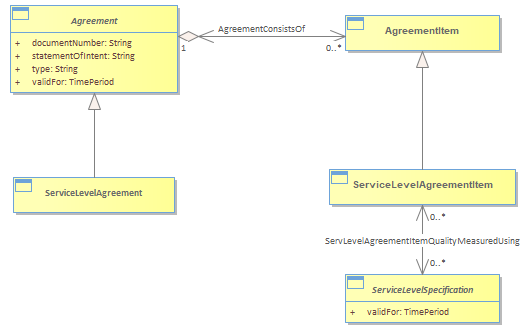 Agreement
+ documentNumber: String
+ statementOfIntent: String
+ type: String
+ validFor: TimePeriod
AgreementConsistsOf
1
0..*
AgreementItem
ServiceLevelAgreement
ServiceLevelAgreementItem
0..*
ServLevelAgreementItemQualityMeasuredUsing
0..*
ServiceLevelSpecification
+ validFor: TimePeriod